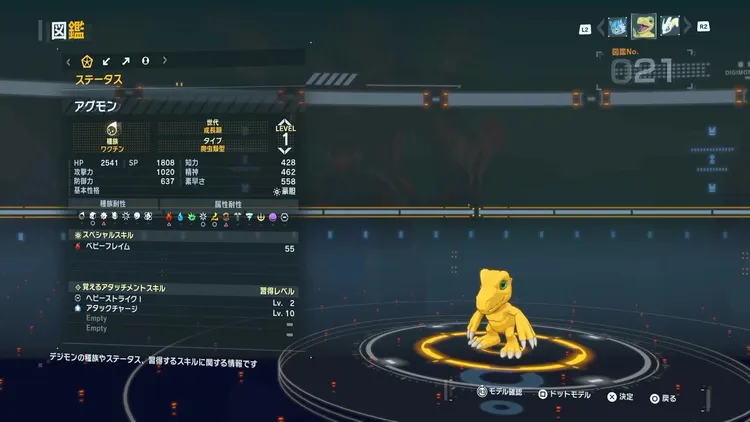 図鑑
L2
R2
図鑑No.
021
ステータス
アグモン
種族
ワクチン
世代
成長期
タイプ
爬虫類型
LEVEL
1
HP 2541 SP 1808 知力 428
攻撃力 1020 精神 462
防御力 637 素早さ 558
基本性格 豪胆
種族耐性 属性耐性
スペシャルスキル
ベビーフレイム 55
覚えるアタッチメントスキル 習得レベル
ヘビーストライクⅠ Lv. 2
アタックチャージ Lv. 10
Empty
Empty
デジモンの種族やステータス、習得するスキルに関する情報です
モデル確認 ドットモデル 決定 戻る